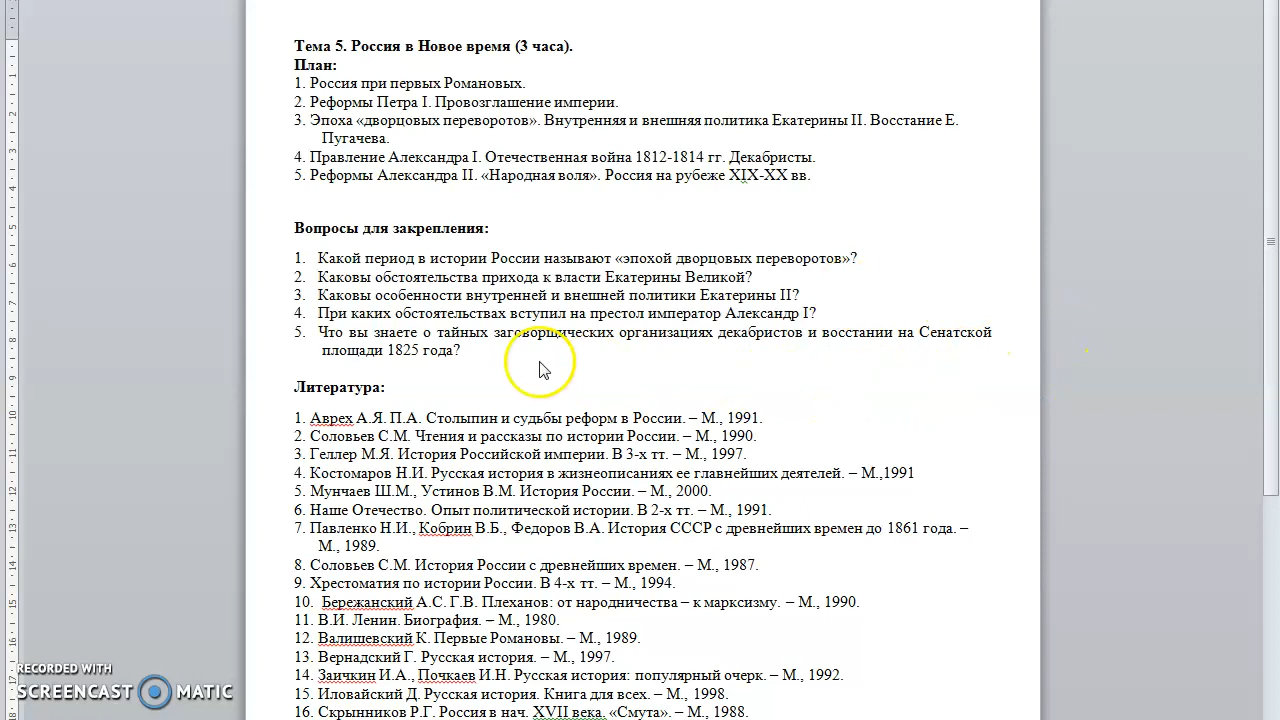 Тема 5. Россия в Новое время (3 часа).
План:
1. Россия при первых Романовых.
2. Реформы Петра I. Провозглашение империи.
3. Эпоха «дворцовых переворотов». Внутренняя и внешняя политика Екатерины II. Восстание Е.
Пугачева.
4. Правление Александра I. Отечественная война 1812-1814 гг. Декабристы.
5. Реформы Александра II. «Народная воля». Россия на рубеже XIX-XX вв.
Вопросы для закрепления:
1. Какой период в истории России называют «эпохой дворцовых переворотов»?
2. Каковы обстоятельства прихода к власти Екатерины Великой?
3. Каковы особенности внутренней и внешней политики Екатерины II?
4. При каких обстоятельствах вступил на престол император Александр I?
5. Что вы знаете о тайных заговорщических организациях декабристов и восстании на Сенатской
площади 1825 года?
Литература:
1. Аврех А.Я. П.А. Столыпин и судьбы реформ в России. – М., 1991.
2. Соловьев С.М. Чтения и рассказы по истории России. – М., 1990.
3. Геллер М.Я. История Российской империи. В 3-х тт. – М., 1997.
4. Костомаров Н.И. Русская история в жизнеописаниях ее главнейших деятелей. – М.,1991
5. Мунчаев Ш.М., Устинов В.М. История России. – М., 2000.
6. Наше Отечество. Опыт политической истории. В 2-х тт. – М., 1991.
7. Павленко Н.И., Кобрин В.Б., Федоров В.А. История СССР с древнейших времен до 1861 года. –
М., 1989.
8. Соловьев С.М. История России с древнейших времен. – М., 1987.
9. Хрестоматия по истории России. В 4-х тт. – М., 1994.
10. Бережанский А.С. Г.В. Плеханов: от народничества – к марксизму. – М., 1990.
11. В.И. Ленин. Биография. – М., 1980.
12. Валишевский К. Первые Романовы. – М., 1989.
13. Вернадский Г. Русская история. – М., 1997.
14. Заичкин И.А., Почкаев И.Н. Русская история: популярный очерк. – М., 1992.
15. Иловайский Д. Русская история. Книга для всех. – М., 1998.
16. Скрынников Р.Г. Россия в нач. XVII века. «Смута». – М., 1988.
RECORDED WITH
SCREENCAST MATIC